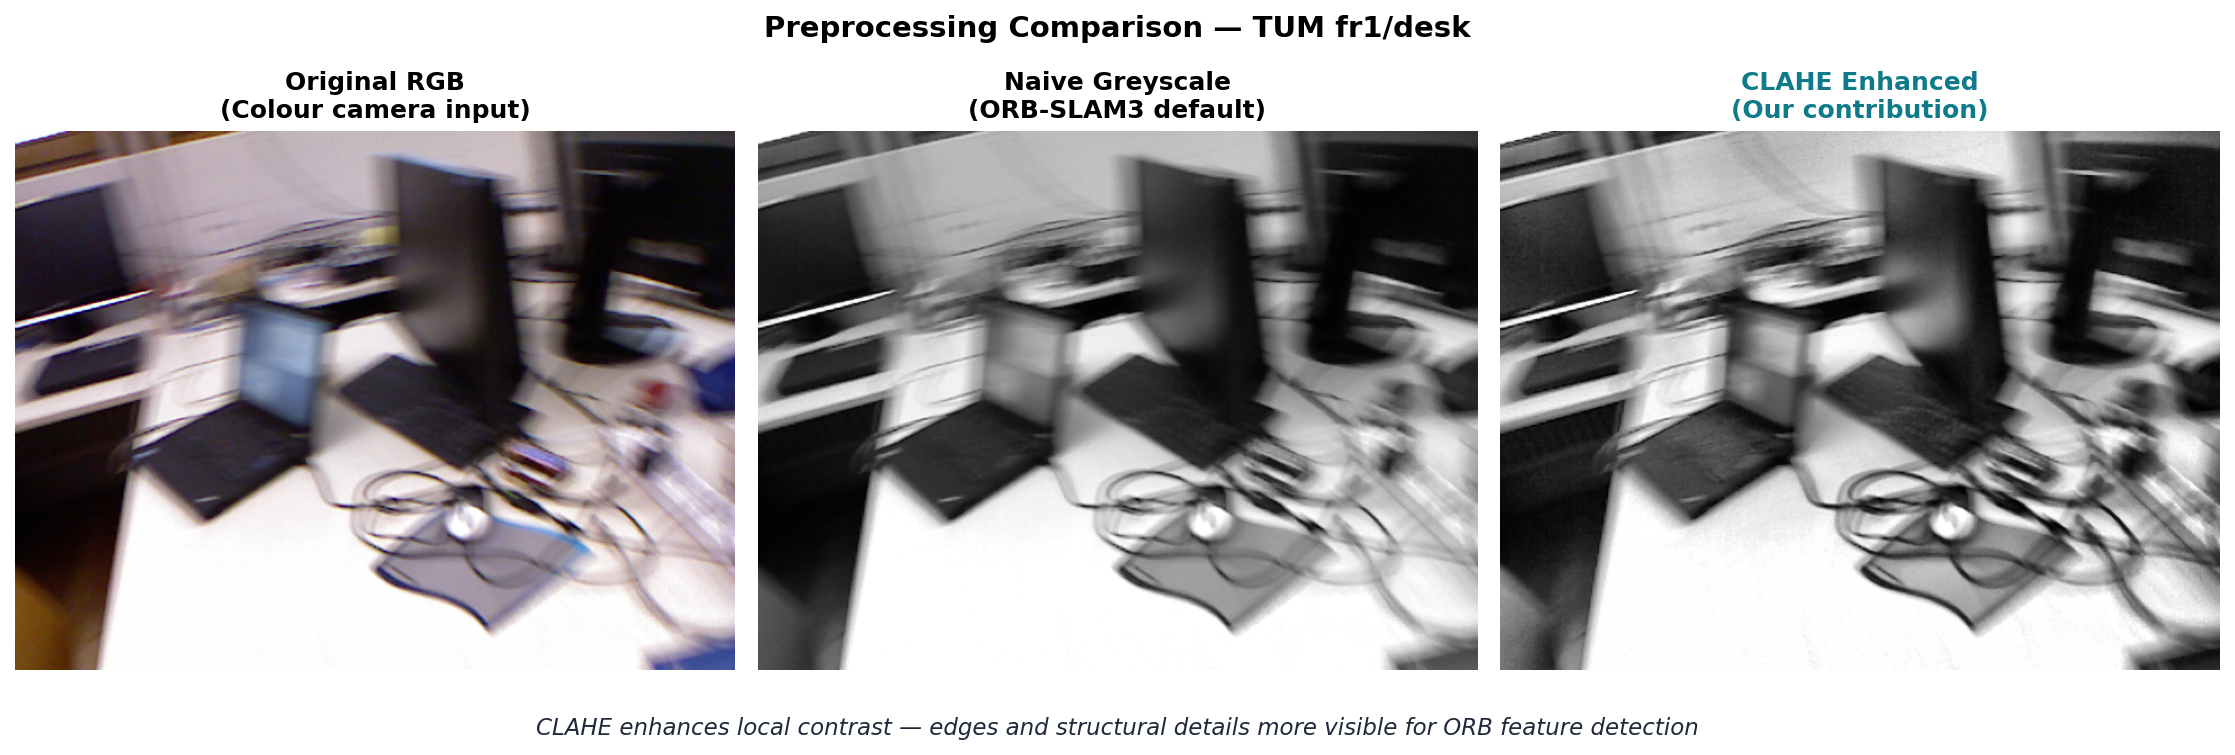 Preprocessing Comparison — TUM fr1/desk
Original RGB
(Colour camera input)
Naive Greyscale
(ORB-SLAM3 default)
CLAHE Enhanced
(Our contribution)
CLAHE enhances local contrast — edges and structural details more visible for ORB feature detection